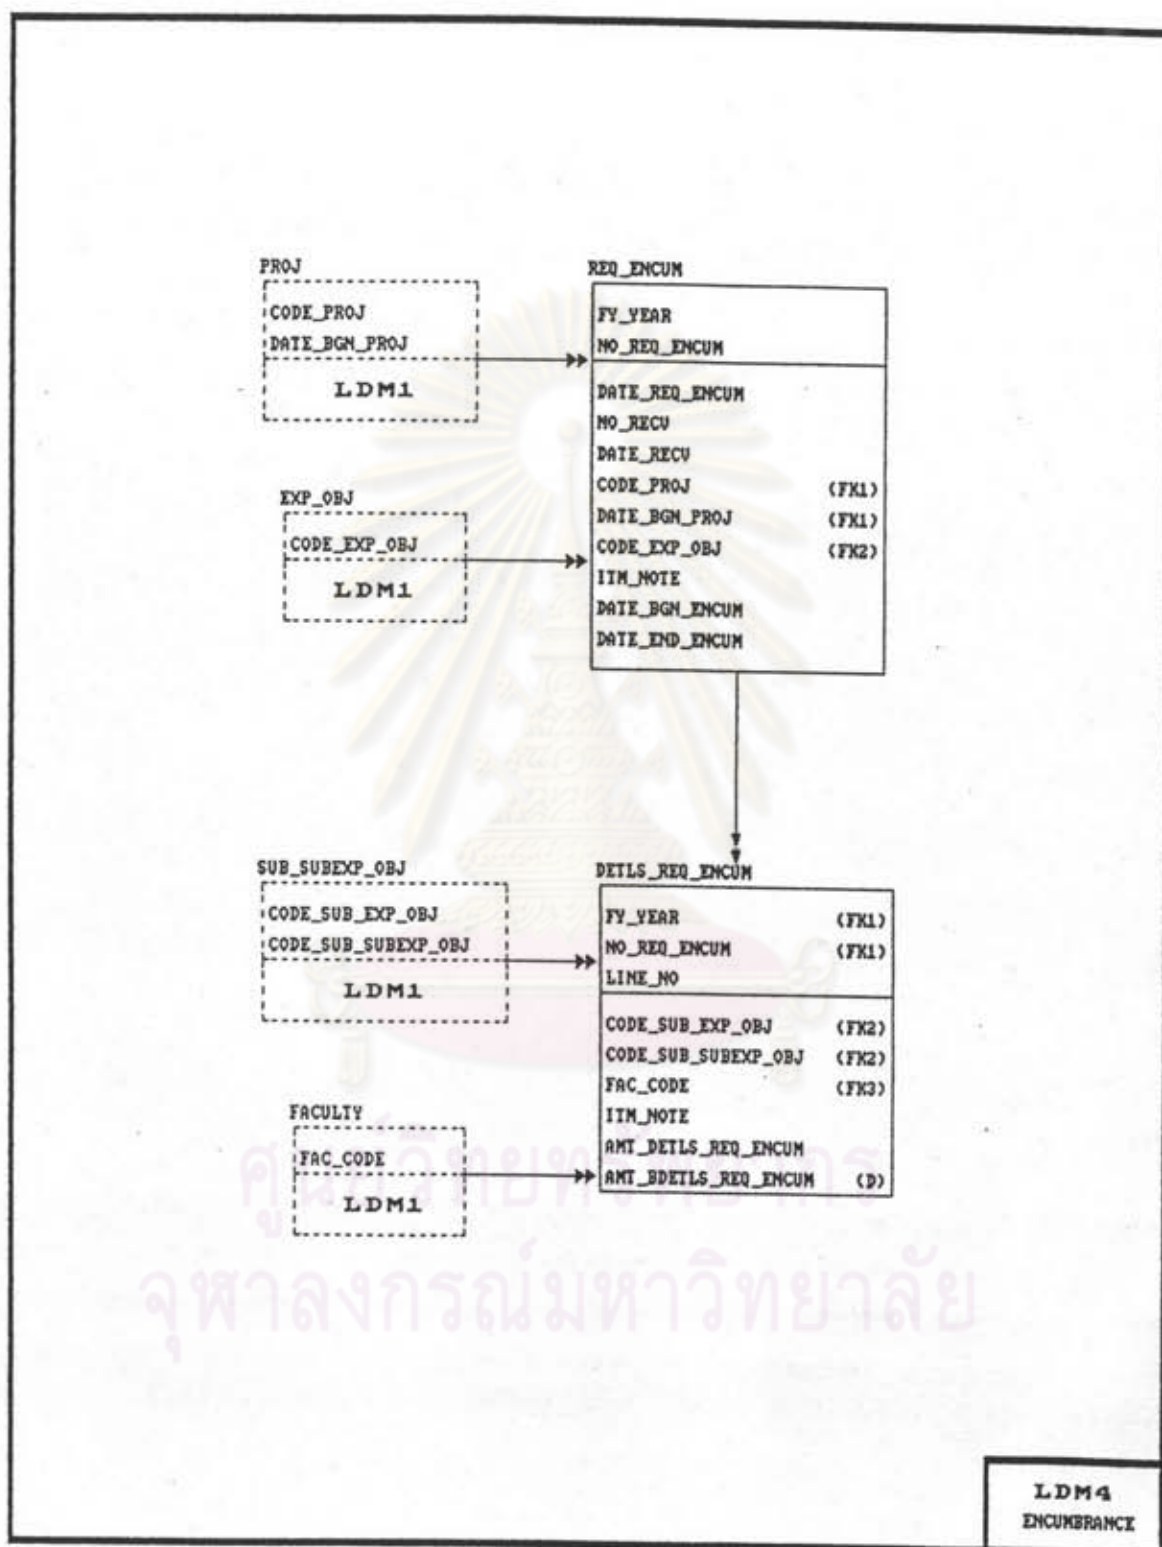 PROJ
CODE_PROJ
DATE_BGN_PROJ
LDM1
REQ_ENCUM
FY_YEAR
NO_REQ_ENCUM
DATE_REQ_ENCUM
NO_RECV
DATE_RECV
CODE_PROJ (FK1)
DATE_BGN_PROJ (FK1)
CODE_EXP_OBJ (FK2)
ITM_NOTE
DATE_BGN_ENCUM
DATE_END_ENCUM
EXP_OBJ
CODE_EXP_OBJ
LDM1
SUB_SUBEXP_OBJ
CODE_SUB_EXP_OBJ
CODE_SUB_SUBEXP_OBJ
LDM1
DETLS_REQ_ENCUM
FY_YEAR (FK1)
NO_REQ_ENCUM (FK1)
LINE_NO
CODE_SUB_EXP_OBJ (FK2)
CODE_SUB_SUBEXP_OBJ (FK2)
FAC_CODE (FK3)
ITM_NOTE
AMT_DETLS_REQ_ENCUM
AMT_BDETLS_REQ_ENCUM (D)
FACULTY
FAC_CODE
LDM1
ศูนย์วิทยทรัพยากร
จุฬาลงกรณ์มหาวิทยาลัย
LDM4
ENCUMBRANCE